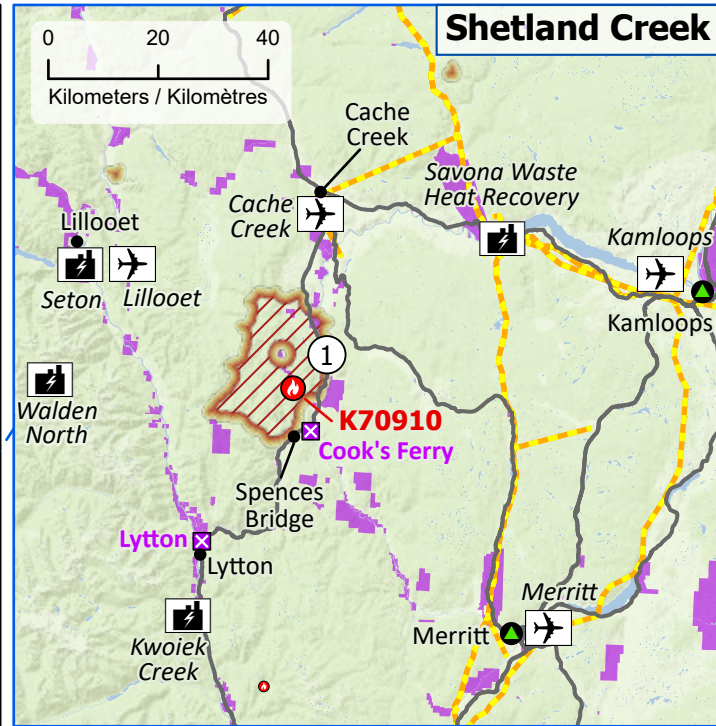 Shetland Creek
0 20 40
Kilometers / Kilomètres
Cache
Creek
Savona Waste
Heat Recovery
Cache
Creek
Lillooet
Kamloops
Seton
Lillooet
Kamloops
1
Walden
North
K70910
Cook's Ferry
Spences
Bridge
Lytton
Lytton
Merritt
Merritt
Kwoiek
Creek